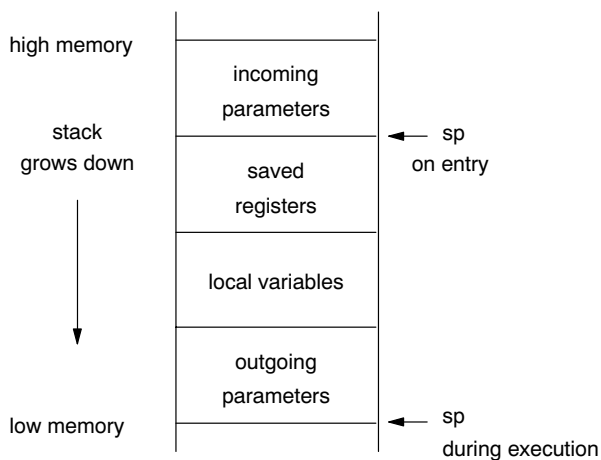 high memory
incoming
parameters
stack
grows down
sp
on entry
saved
registers
local variables
outgoing
parameters
low memory
sp
during execution